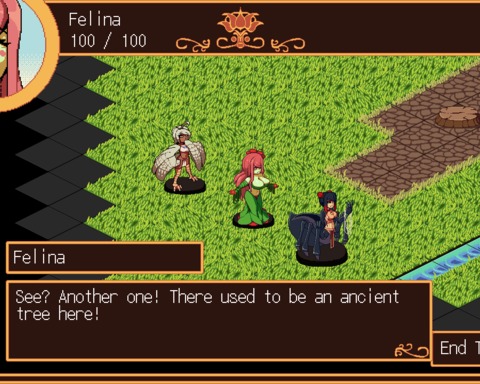 Felina
100 / 100
Felina
See? Another one! There used to be an ancient
tree here!
End T